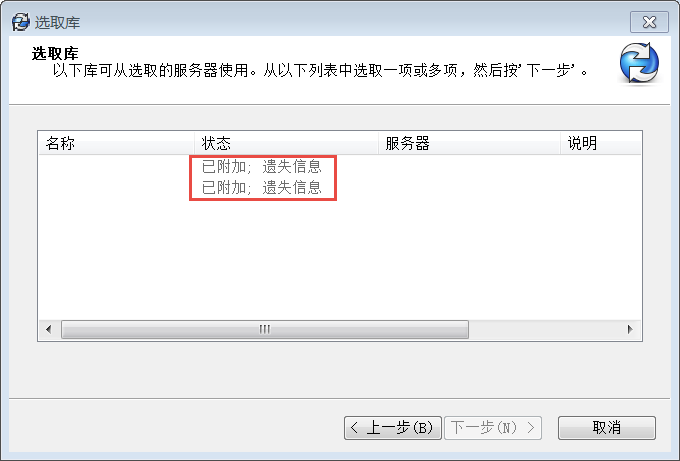 选取库
选取库
以下库可从选取的服务器使用。从以下列表中选取一项或多项，然后按'下一步'。
名称 状态 服务器 说明
已附加；遗失信息
已附加；遗失信息
< 上一步(B) 下一步(N) > 取消